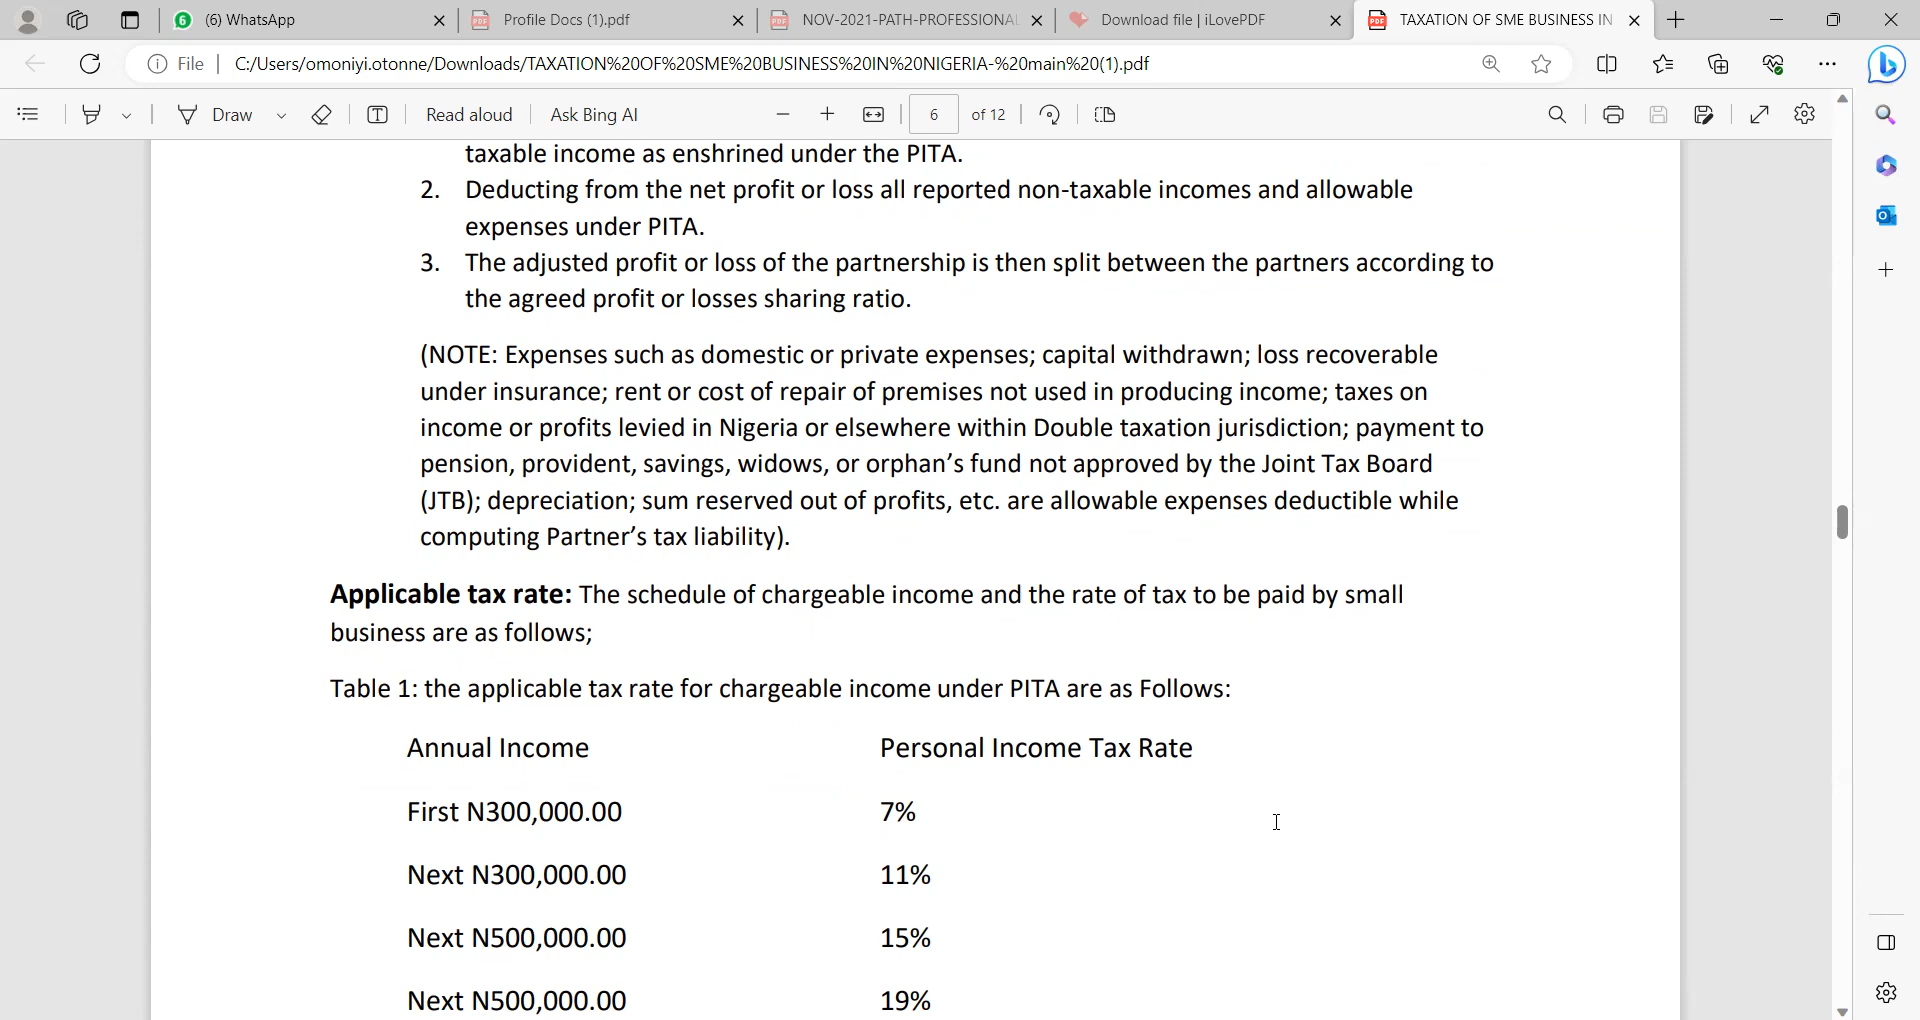 6
(6) WhatsApp
Profile Docs (1).pdf
NOV-2021-PATH-PROFESSIONAL
Download file | iLovePDF
TAXATION OF SME BUSINESS IN
File
C:/Users/omoniyi.otonne/Downloads/TAXATION%20OF%20SME%20BUSINESS%20IN%20NIGERIA-%20main%20(1).pdf
Draw
Read aloud
Ask Bing AI
6 of 12
taxable income as enshrined under the PITA.
2. Deducting from the net profit or loss all reported non-taxable incomes and allowable
expenses under PITA.
3. The adjusted profit or loss of the partnership is then split between the partners according to
the agreed profit or losses sharing ratio.
(NOTE: Expenses such as domestic or private expenses; capital withdrawn; loss recoverable
under insurance; rent or cost of repair of premises not used in producing income; taxes on
income or profits levied in Nigeria or elsewhere within Double taxation jurisdiction; payment to
pension, provident, savings, widows, or orphan’s fund not approved by the Joint Tax Board
(JTB); depreciation; sum reserved out of profits, etc. are allowable expenses deductible while
computing Partner’s tax liability).
Applicable tax rate: The schedule of chargeable income and the rate of tax to be paid by small
business are as follows;
Table 1: the applicable tax rate for chargeable income under PITA are as Follows:
Annual Income Personal Income Tax Rate
First N300,000.00 7%
Next N300,000.00 11%
Next N500,000.00 15%
Next N500,000.00 19%